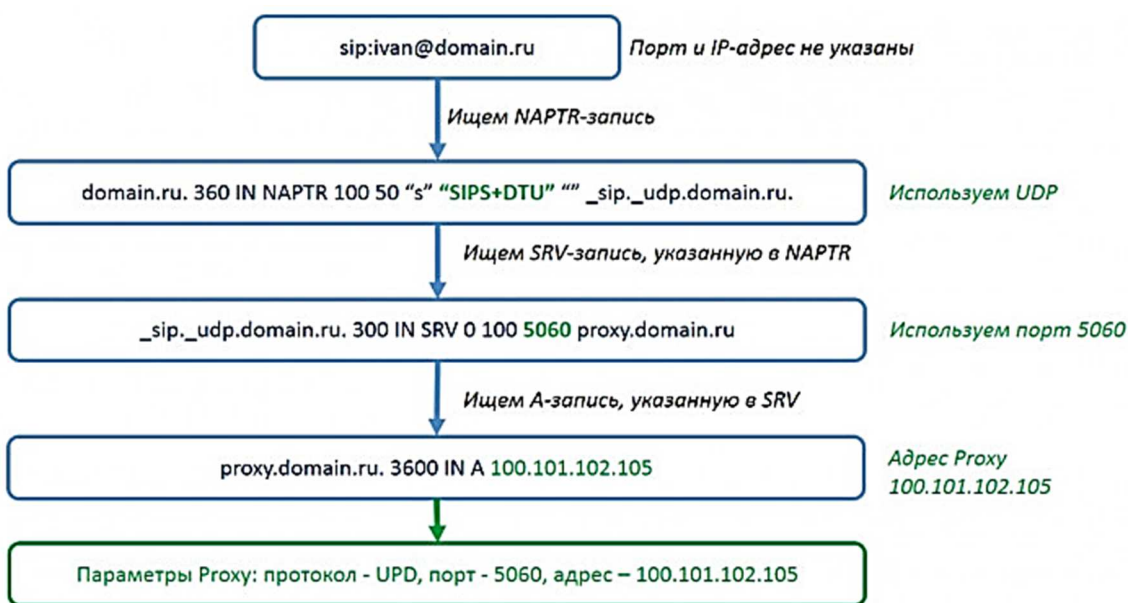 sip:ivan@domain.ru
Порт и IP-адрес не указаны
Ищем NAPTR-запись
domain.ru. 360 IN NAPTR 100 50 “s” “SIPS+DTU” “” _sip._udp.domain.ru.
Используем UDP
Ищем SRV-запись, указанную в NAPTR
_sip._udp.domain.ru. 300 IN SRV 0 100 5060 proxy.domain.ru
Используем порт 5060
Ищем A-запись, указанную в SRV
proxy.domain.ru. 3600 IN A 100.101.102.105
Адрес Proxy
100.101.102.105
Параметры Proxy: протокол - UPD, порт - 5060, адрес – 100.101.102.105